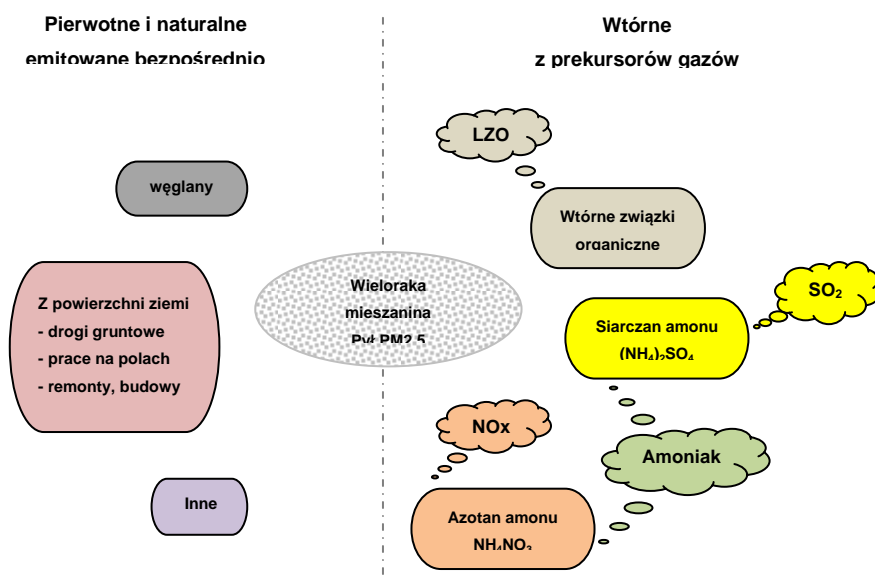 Pierwotne i naturalne
emitowane bezpośrednio
Wtórne
z prekursorów gazów
LZO
węglany
Wtórne związki
organiczne
Z powierzchni ziemi
- drogi gruntowe
- prace na polach
- remonty, budowy
Wieloraka
mieszanina
Pył PM2.5
SO₂
Siarczan amonu
(NH₄)₂SO₄
NOx
Amoniak
Inne
Azotan amonu
NH₄NO₃